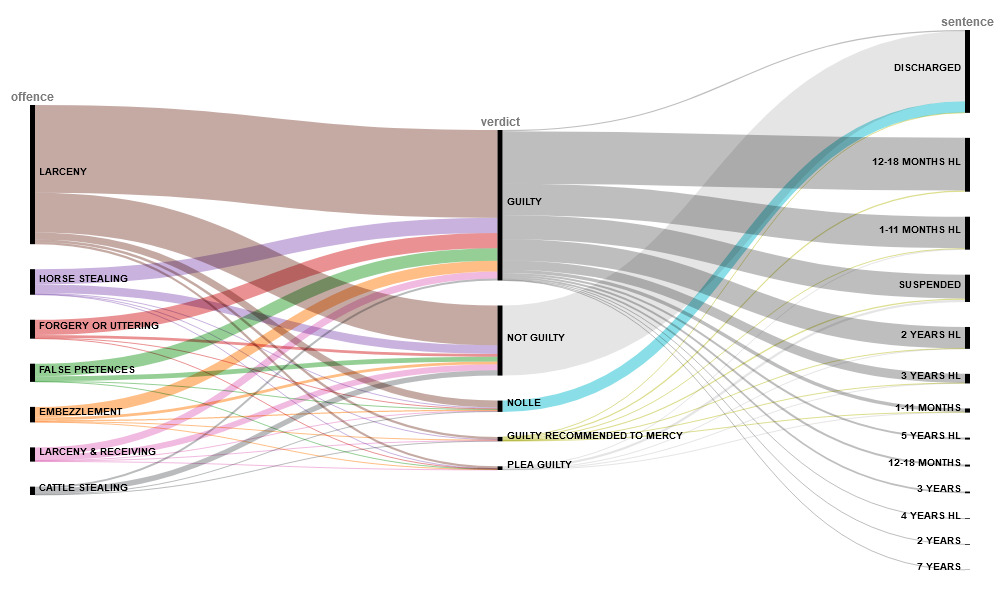 offence
LARCENY
HORSE STEALING
FORGERY OR UTTERING
FALSE PRETENCES
EMBEZZLEMENT
LARCENY & RECEIVING
CATTLE STEALING
verdict
GUILTY
NOT GUILTY
NOLLE
GUILTY RECOMMENDED TO MERCY
PLEA GUILTY
sentence
DISCHARGED
12-18 MONTHS HL
1-11 MONTHS HL
SUSPENDED
2 YEARS HL
3 YEARS HL
1-11 MONTHS
5 YEARS HL
12-18 MONTHS
3 YEARS
4 YEARS HL
2 YEARS
7 YEARS